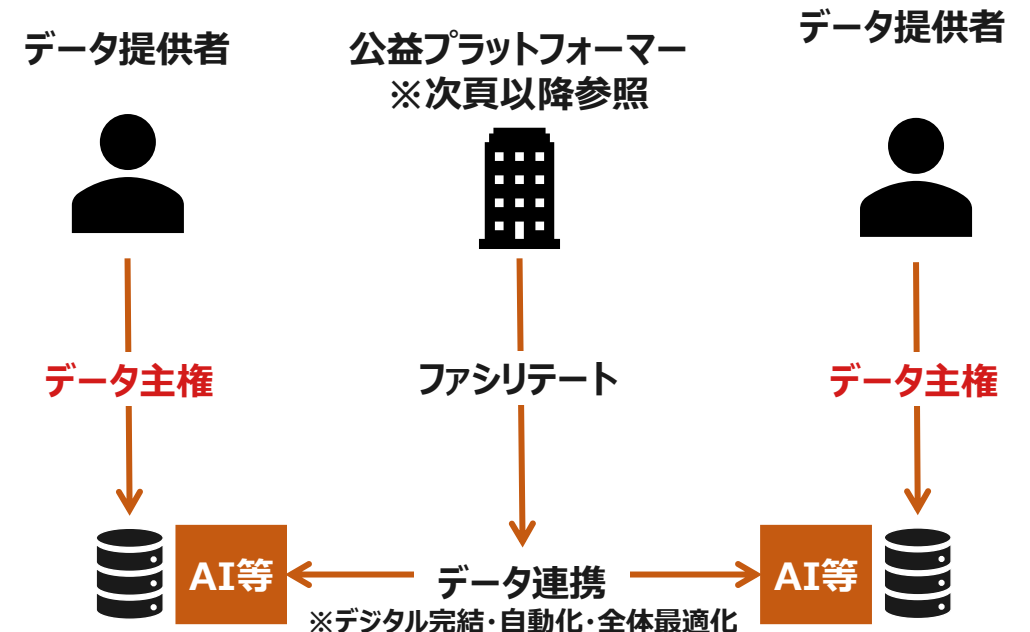 データ提供者
公益プラットフォーマー
※次頁以降参照
データ提供者
データ主権
ファシリテート
データ主権
AI等
データ連携
※デジタル完結・自動化・全体最適化
AI等